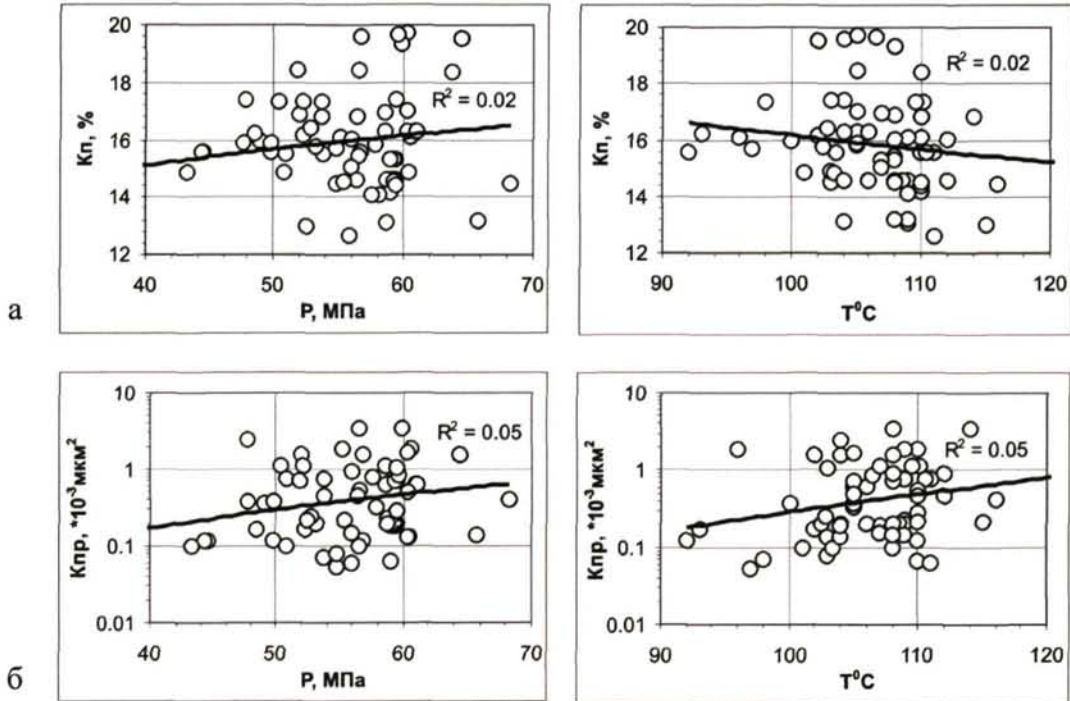 а
Кп, %
20
18
16
14
12
R² = 0.02
40 50 60 70
Р, МПа
Кп, %
20
18
16
14
12
R² = 0.02
90 100 110 120
T⁰C
б
Кпр, *10⁻³мкм²
10
1
0.1
0.01
R² = 0.05
40 50 60 70
Р, МПа
Кпр, *10⁻³мкм²
10
1
0.1
0.01
R² = 0.05
90 100 110 120
T⁰C